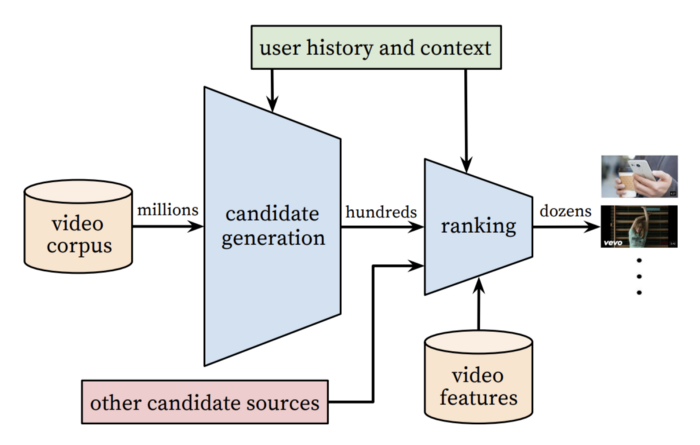 user history and context
video
corpus
millions
candidate
generation
hundreds
ranking
dozens
vevo
other candidate sources
video
features